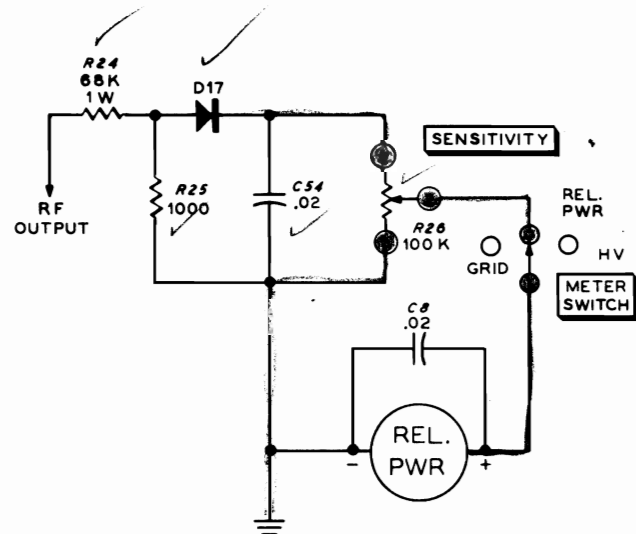 R24
68K
1W
D17
SENSITIVITY
R25
1000
C54
.02
R26
100 K
REL.
PWR
RF
OUTPUT
GRID
HV
METER
SWITCH
C8
.02
REL.
PWR
-
+